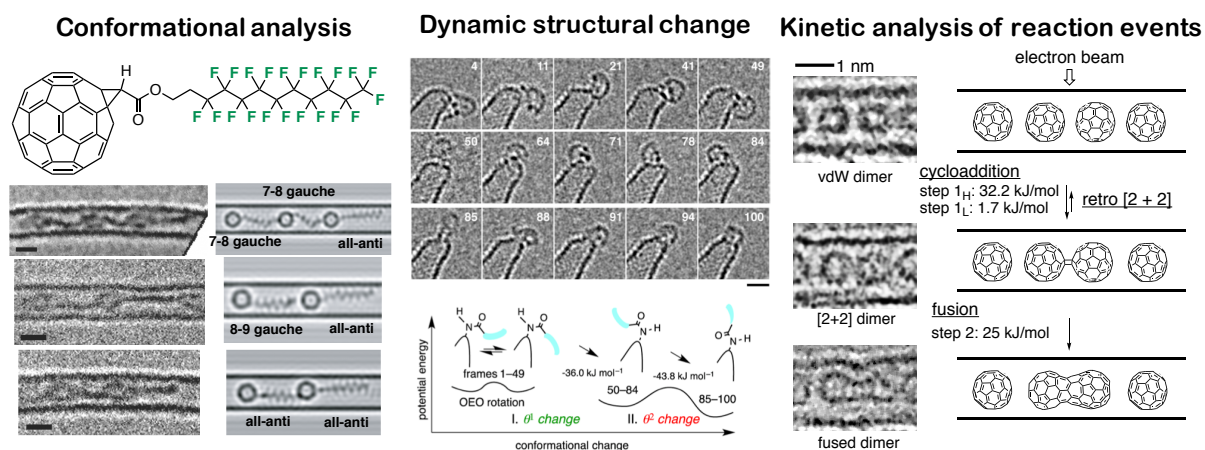 Conformational analysis
H
O
O
F F F F F F F F F
F
F F F F F F F F
7-8 gauche
7-8 gauche
all-anti
8-9 gauche
all-anti
all-anti
all-anti
Dynamic structural change
4
11
21
41
49
50
64
71
78
84
85
88
91
94
100
potential energy
H
N
O
H
N
O
O
N-H
O
N-H
frames 1–49
OEO rotation
-36.0 kJ mol⁻¹
50–84
-43.8 kJ mol⁻¹
85–100
I. θ¹ change
II. θ² change
conformational change
Kinetic analysis of reaction events
1 nm
vdW dimer
[2+2] dimer
fused dimer
electron beam
cycloaddition
step 1H: 32.2 kJ/mol
step 1L: 1.7 kJ/mol
retro [2 + 2]
fusion
step 2: 25 kJ/mol